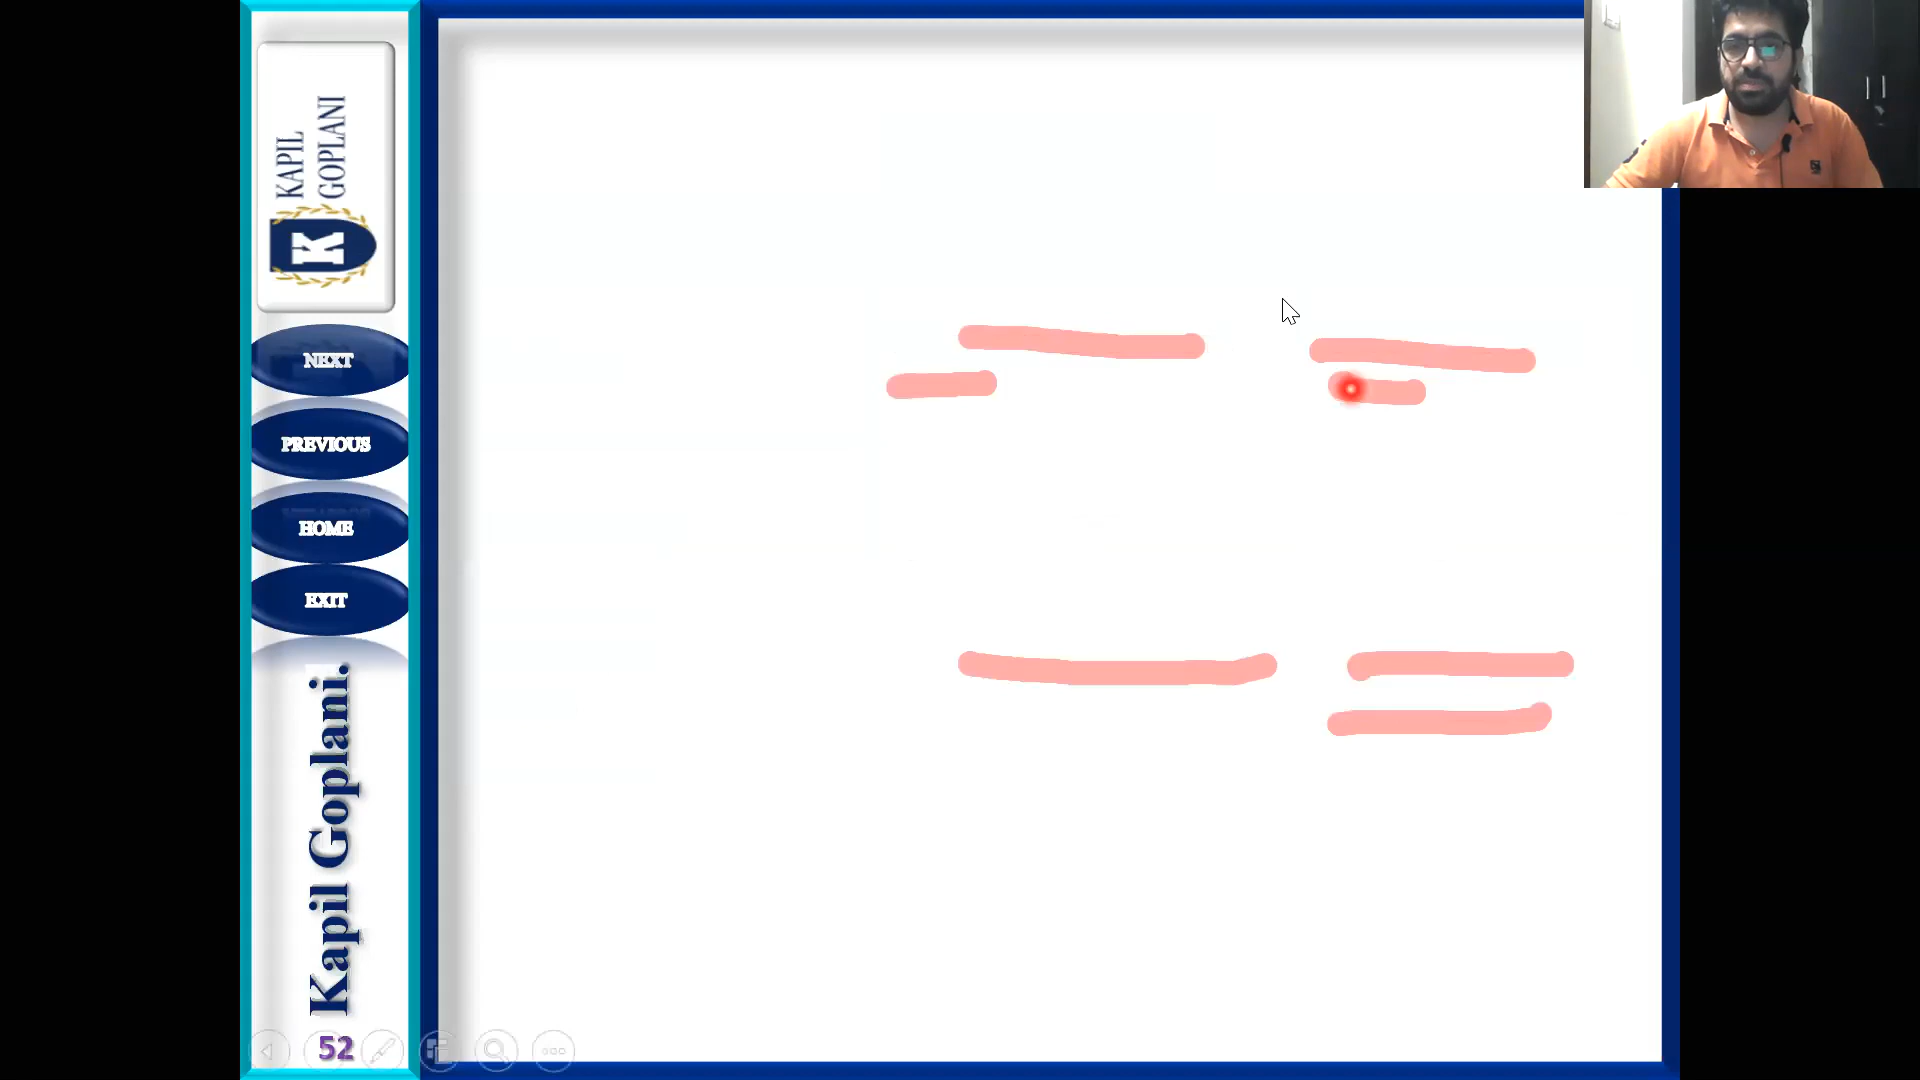 KAPIL
GOPLANI
K
NEXT
PREVIOUS
HOME
EXIT
Kapil Goplani.
52